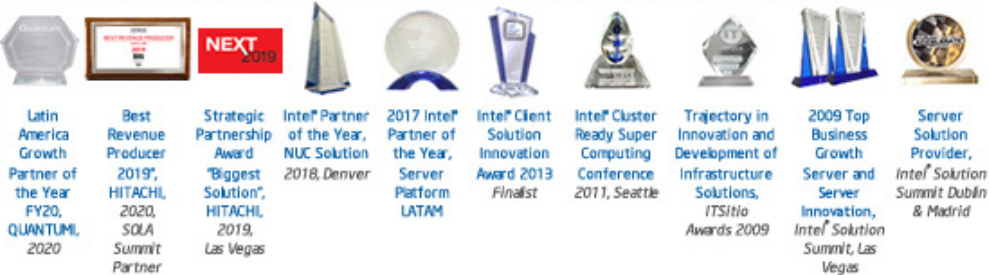 Quantum
BEST REVENUE PRODUCER
2019
NEXT
2019
Latin
America
Growth
Partner of
the Year
FY20,
QUANTUMI,
2020
Best
Revenue
Producer
2019",
HITACHI,
2020,
SOLA
Summit
Partner
Strategic
Partnership
Award
"Biggest
Solution",
HITACHI,
2019,
Las Vegas
Intel® Partner
of the Year,
NUC Solution
2018, Denver
2017 Intel®
Partner of
the Year,
Server
Platform
LATAM
Intel® Client
Solution
Innovation
Award 2013
Finalist
Intel® Cluster
Ready Super
Computing
Conference
2011, Seattle
Trajectory in
Innovation and
Development of
Infrastructure
Solutions,
ITSitio
Awards 2009
2009 Top
Business
Growth
Server and
Server
Innovation,
Intel® Solution
Summit, Las
Vegas
Server
Solution
Provider,
Intel® Solution
Summit Dublin
& Madrid